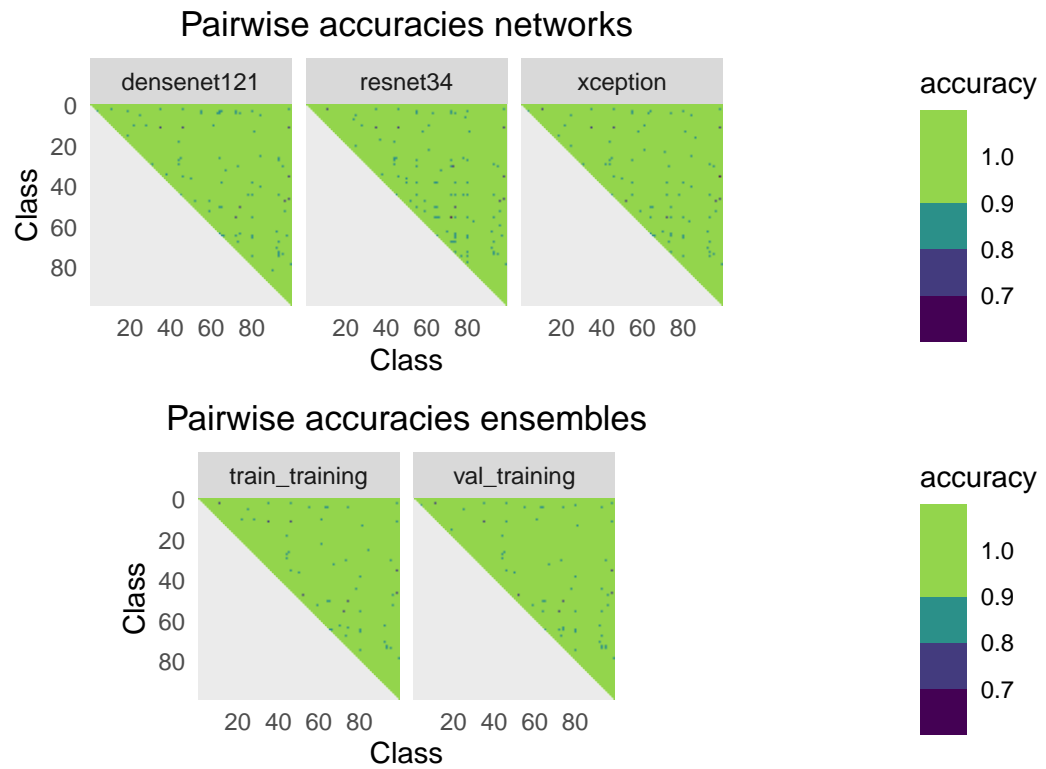 Pairwise accuracies networks
densenet121 resnet34 xception
accuracy
0
20
40
60
80
Class
20 40 60 80 20 40 60 80 20 40 60 80
Class
1.0
0.9
0.8
0.7
Pairwise accuracies ensembles
train_training val_training
accuracy
0
20
40
60
80
Class
20 40 60 80 20 40 60 80
Class
1.0
0.9
0.8
0.7